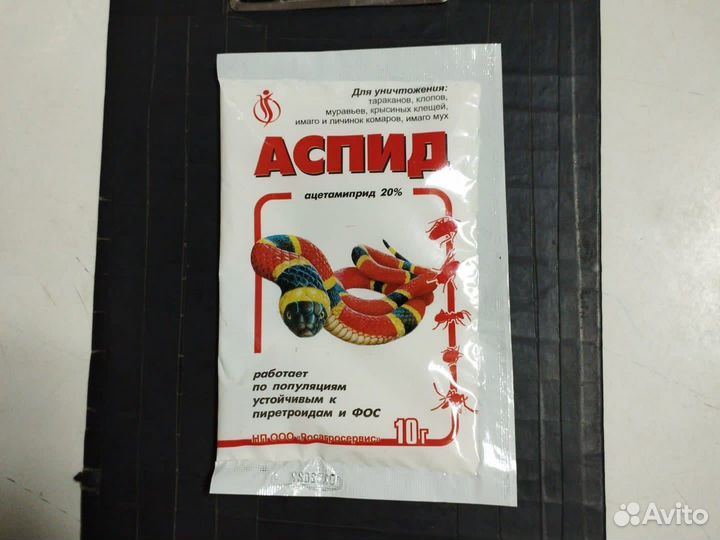 Для уничтожения:
тараканов, клопов,
муравьев, крысиных клещей,
имаго и личинок комаров, имаго мух
АСПИД
ацетамиприд 20%
работает
по популяциям
устойчивым к
пиретроидам и ФОС
НП ООО «Росагросервис»
10 г
Avito